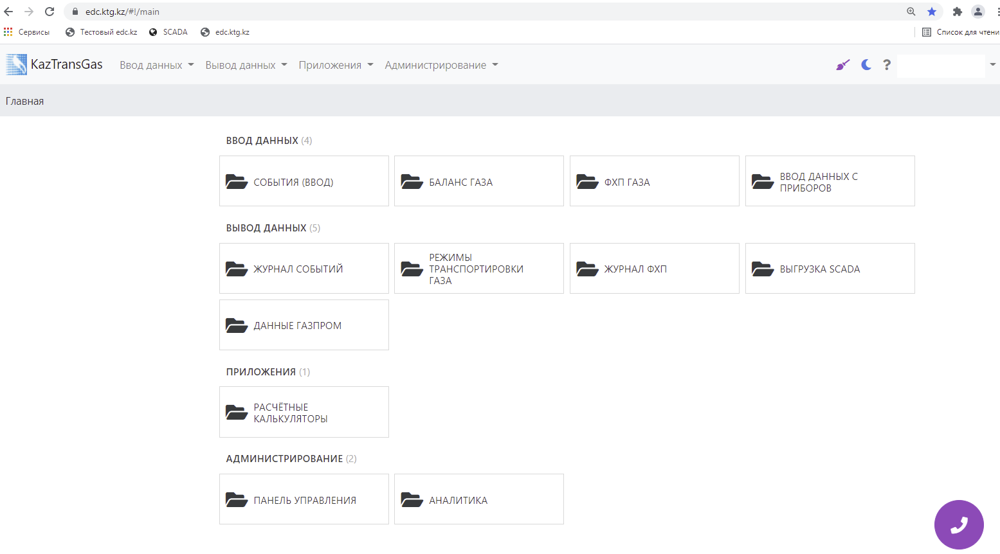 edc.ktg.kz/#!/main
Сервисы Тестовый edc.kz SCADA edc.ktg.kz Список для чтени
KazTransGas Ввод данных Вывод данных Приложения Администрирование ?
Главная
ВВОД ДАННЫХ (4)
СОБЫТИЯ (ВВОД)
БАЛАНС ГАЗА
ФХП ГАЗА
ВВОД ДАННЫХ С
ПРИБОРОВ
ВЫВОД ДАННЫХ (5)
ЖУРНАЛ СОБЫТИЙ
РЕЖИМЫ
ТРАНСПОРТИРОВКИ
ГАЗА
ЖУРНАЛ ФХП
ВЫГРУЗКА SCADA
ДАННЫЕ ГАЗПРОМ
ПРИЛОЖЕНИЯ (1)
РАСЧЁТНЫЕ
КАЛЬКУЛЯТОРЫ
АДМИНИСТРИРОВАНИЕ (2)
ПАНЕЛЬ УПРАВЛЕНИЯ
АНАЛИТИКА